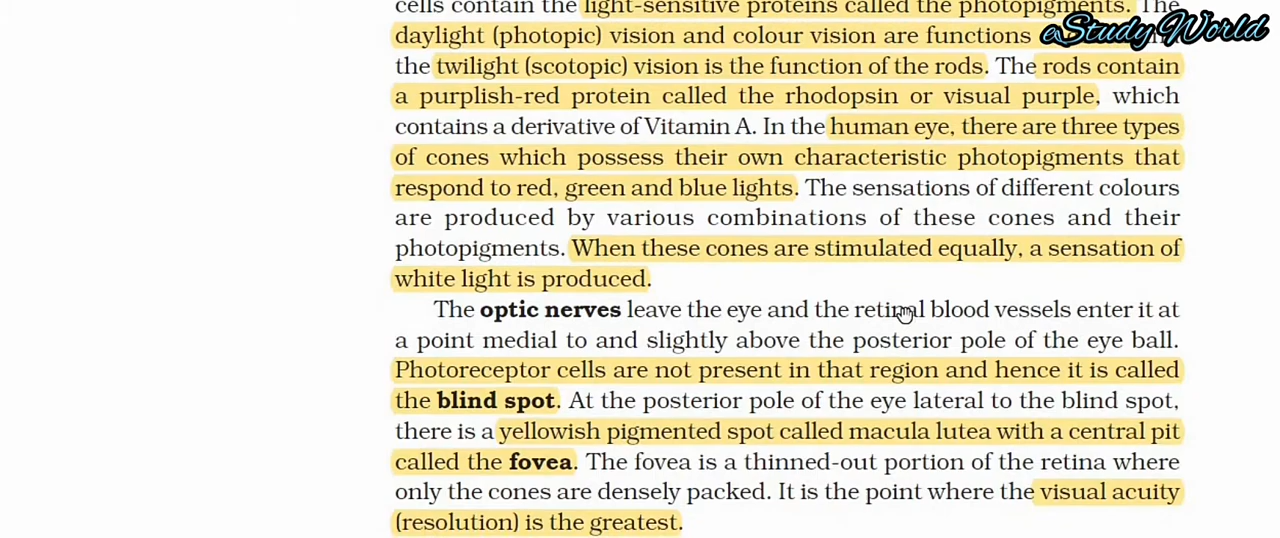 cells contain the light-sensitive proteins called the photopigments. The
eStudy World
daylight (photopic) vision and colour vision are functions
the twilight (scotopic) vision is the function of the rods. The rods contain
a purplish-red protein called the rhodopsin or visual purple, which
contains a derivative of Vitamin A. In the human eye, there are three types
of cones which possess their own characteristic photopigments that
respond to red, green and blue lights. The sensations of different colours
are produced by various combinations of these cones and their
photopigments. When these cones are stimulated equally, a sensation of
white light is produced.
The optic nerves leave the eye and the retinal blood vessels enter it at
a point medial to and slightly above the posterior pole of the eye ball.
Photoreceptor cells are not present in that region and hence it is called
the blind spot. At the posterior pole of the eye lateral to the blind spot,
there is a yellowish pigmented spot called macula lutea with a central pit
called the fovea. The fovea is a thinned-out portion of the retina where
only the cones are densely packed. It is the point where the visual acuity
(resolution) is the greatest.